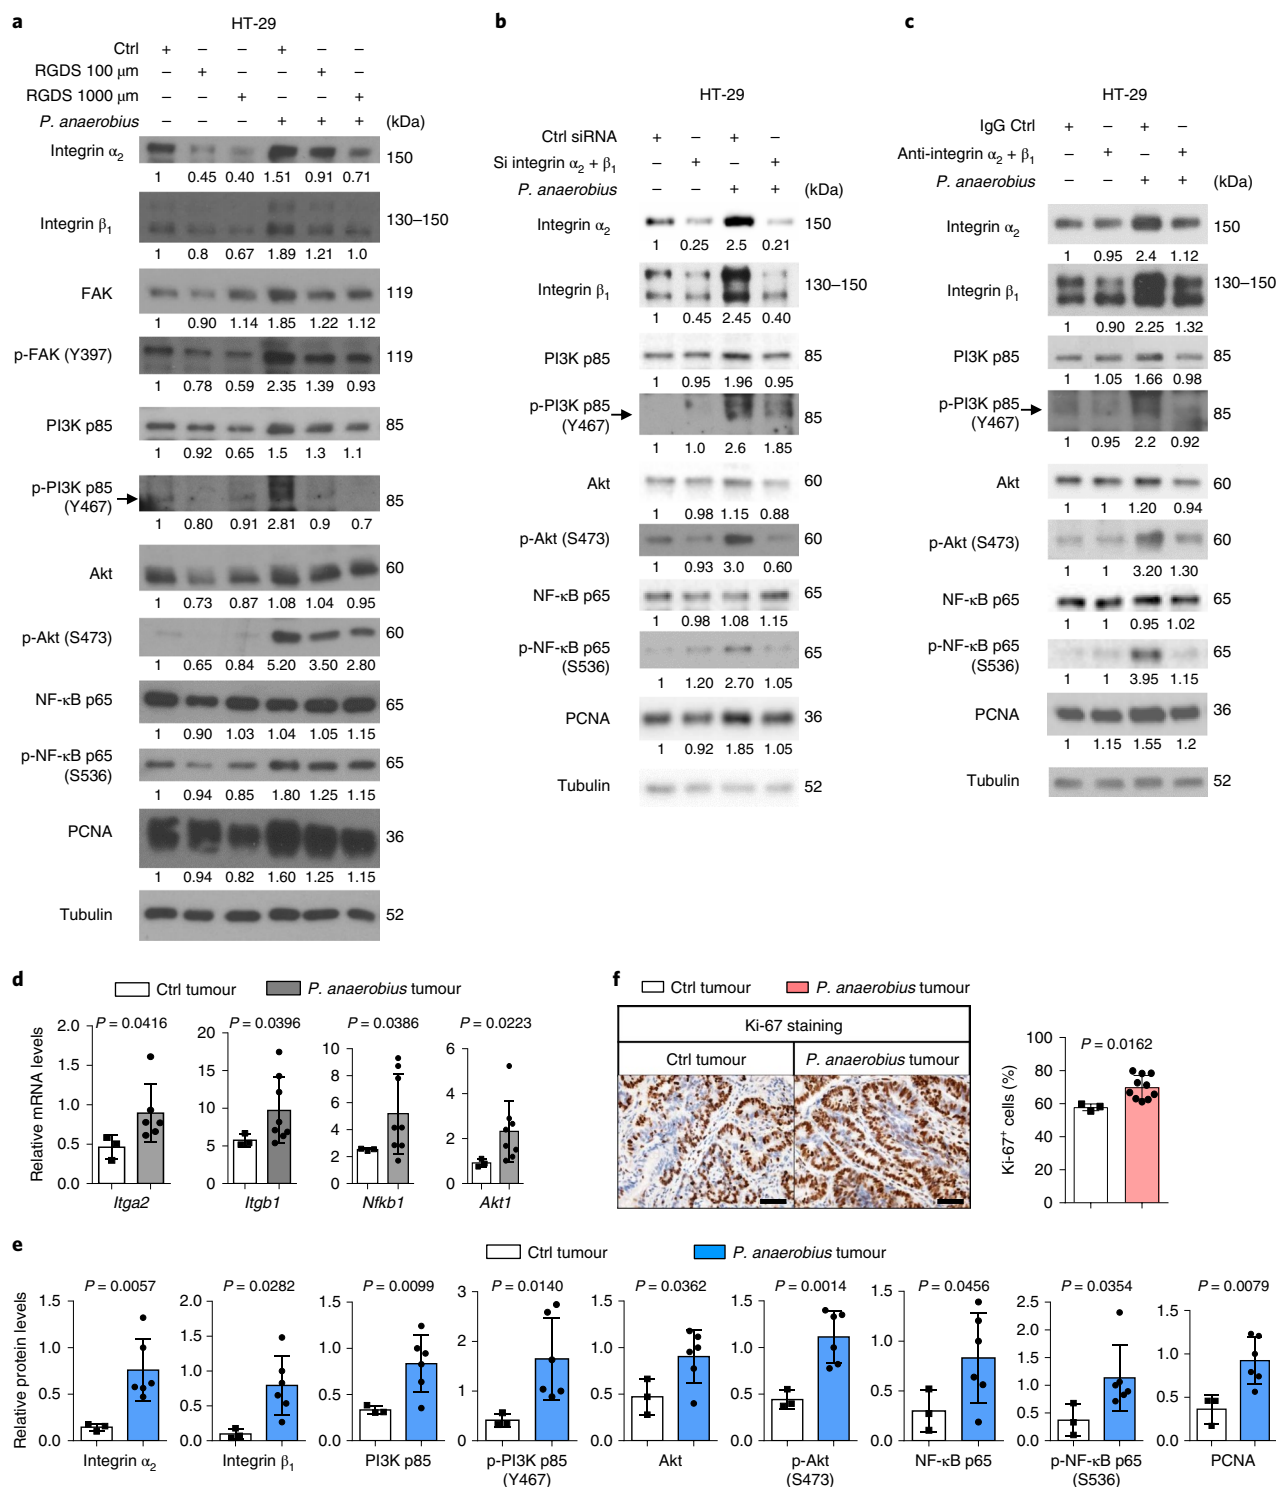 a
HT-29
Ctrl + – – + – –
RGDS 100 μm – + – – + –
RGDS 1000 μm – – + – – +
P. anaerobius – – – + + + (kDa)
Integrin α2 150
1 0.45 0.40 1.51 0.91 0.71
Integrin β1 130–150
1 0.8 0.67 1.89 1.21 1.0
FAK 119
1 0.90 1.14 1.85 1.22 1.12
p-FAK (Y397) 119
1 0.78 0.59 2.35 1.39 0.93
PI3K p85 85
1 0.92 0.65 1.5 1.3 1.1
p-PI3K p85
(Y467) 85
1 0.80 0.91 2.81 0.9 0.7
Akt 60
1 0.73 0.87 1.08 1.04 0.95
p-Akt (S473) 60
1 0.65 0.84 5.20 3.50 2.80
NF-κB p65 65
1 0.90 1.03 1.04 1.05 1.15
p-NF-κB p65
(S536) 65
1 0.94 0.85 1.80 1.25 1.15
PCNA 36
1 0.94 0.82 1.60 1.25 1.15
Tubulin 52
b
HT-29
Ctrl siRNA + – + –
Si integrin α2 + β1 – + – +
P. anaerobius – – + + (kDa)
Integrin α2 150
1 0.25 2.5 0.21
Integrin β1 130–150
1 0.45 2.45 0.40
PI3K p85 85
1 0.95 1.96 0.95
p-PI3K p85
(Y467) 85
1 1.0 2.6 1.85
Akt 60
1 0.98 1.15 0.88
p-Akt (S473) 60
1 0.93 3.0 0.60
NF-κB p65 65
1 0.98 1.08 1.15
p-NF-κB p65
(S536) 65
1 1.20 2.70 1.05
PCNA 36
1 0.92 1.85 1.05
Tubulin 52
c
HT-29
IgG Ctrl + – + –
Anti-integrin α2 + β1 – + – +
P. anaerobius – – + + (kDa)
Integrin α2 150
1 0.95 2.4 1.12
Integrin β1 130–150
1 0.90 2.25 1.32
PI3K p85 85
1 1.05 1.66 0.98
p-PI3K p85
(Y467) 85
1 0.95 2.2 0.92
Akt 60
1 1 1.20 0.94
p-Akt (S473) 60
1 1 3.20 1.30
NF-κB p65 65
1 1 0.95 1.02
p-NF-κB p65
(S536) 65
1 1 3.95 1.15
PCNA 36
1 1.15 1.55 1.2
Tubulin 52
d
Ctrl tumour P. anaerobius tumour
Relative mRNA levels
P = 0.0416
2.0
1.5
1.0
0.5
0.0
Itga2
P = 0.0396
20
15
10
5
0
Itgb1
P = 0.0386
10
8
6
4
2
0
Nfkb1
P = 0.0223
6
4
2
0
Akt1
f
Ctrl tumour P. anaerobius tumour
Ki-67 staining
Ctrl tumour P. anaerobius tumour
Ki-67+ cells (%)
P = 0.0162
100
80
60
40
20
0
e
Ctrl tumour P. anaerobius tumour
Relative protein levels
P = 0.0057
1.5
1.0
0.5
0.0
Integrin α2
P = 0.0282
2.0
1.5
1.0
0.5
0.0
Integrin β1
P = 0.0099
1.5
1.0
0.5
0.0
PI3K p85
P = 0.0140
3
2
1
0
p-PI3K p85
(Y467)
P = 0.0362
1.5
1.0
0.5
0.0
Akt
P = 0.0014
1.5
1.0
0.5
0.0
p-Akt
(S473)
P = 0.0456
1.5
1.0
0.5
0.0
NF-κB p65
P = 0.0354
2.5
2.0
1.5
1.0
0.5
0.0
p-NF-κB p65
(S536)
P = 0.0079
1.5
1.0
0.5
0.0
PCNA